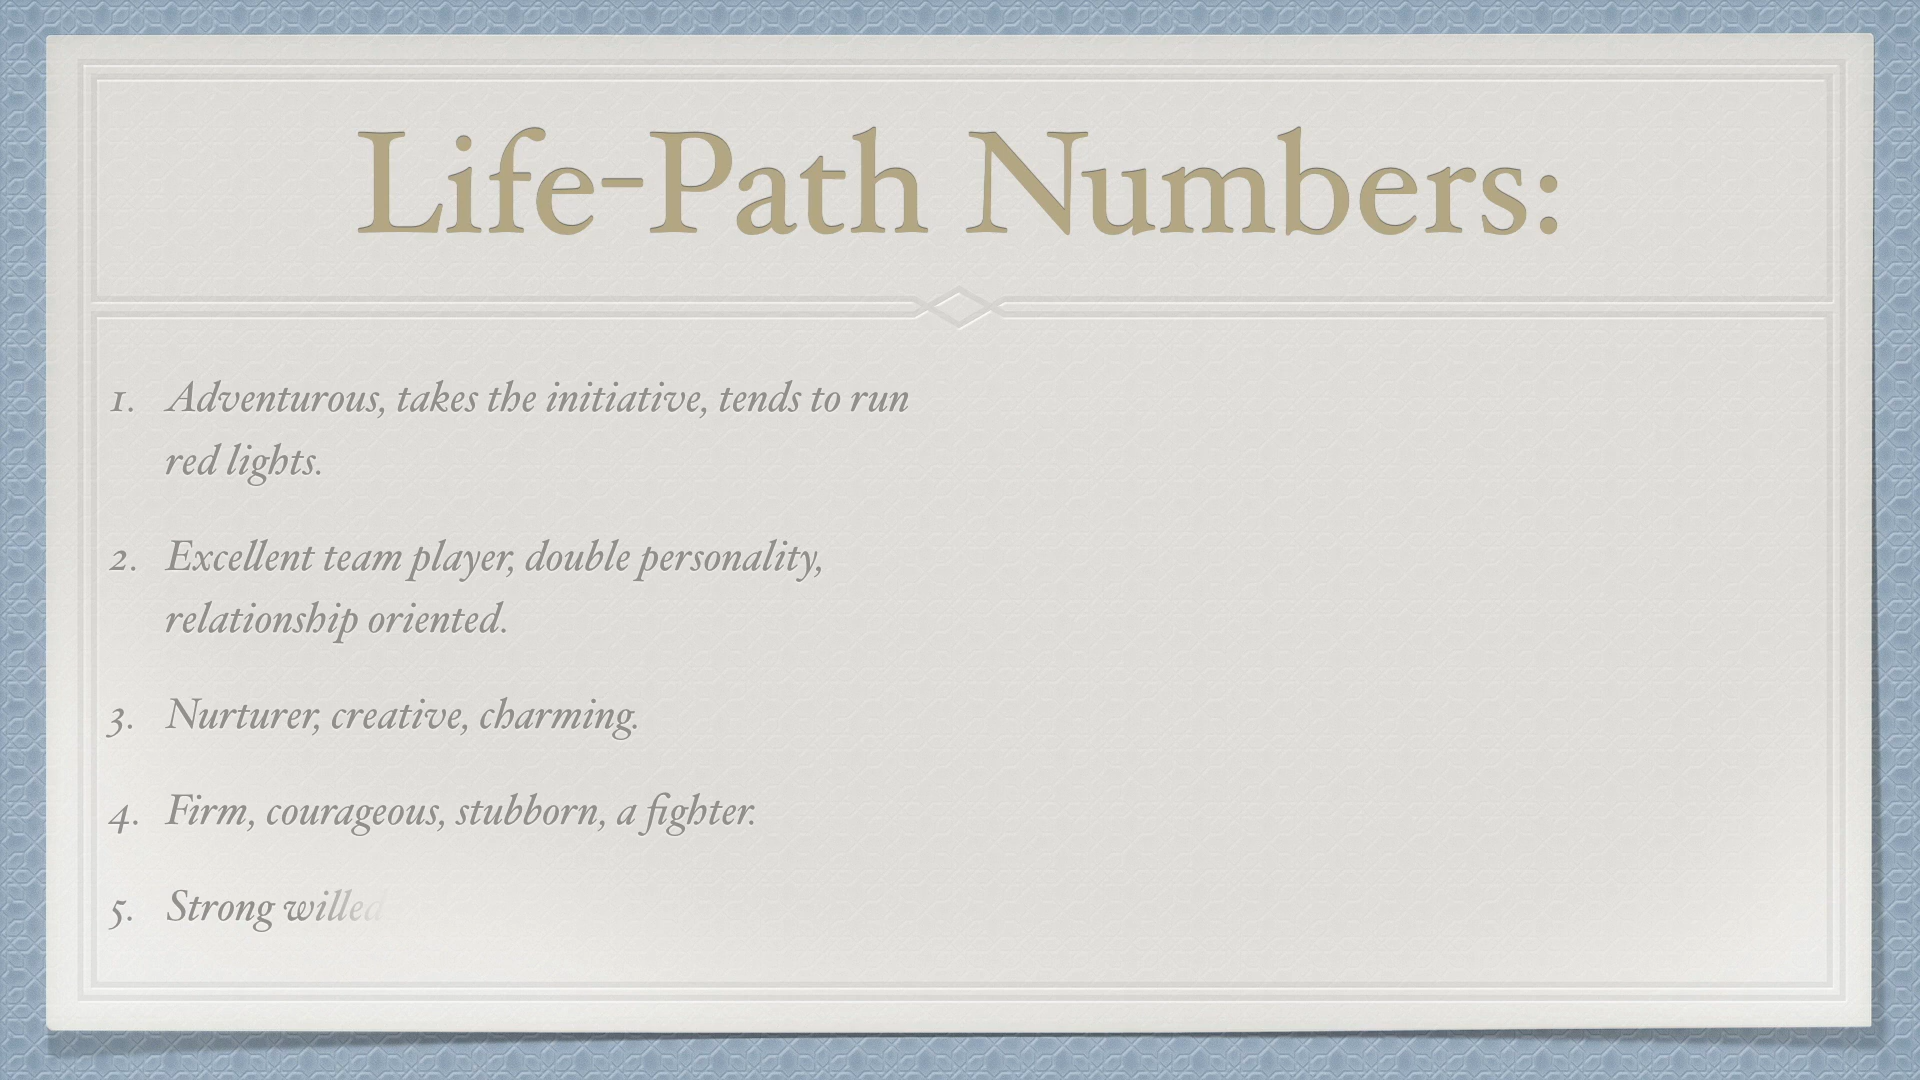 Life-Path Numbers:
1. Adventurous, takes the initiative, tends to run
red lights.
2. Excellent team player, double personality,
relationship oriented.
3. Nurturer, creative, charming.
4. Firm, courageous, stubborn, a fighter.
5. Strong willed